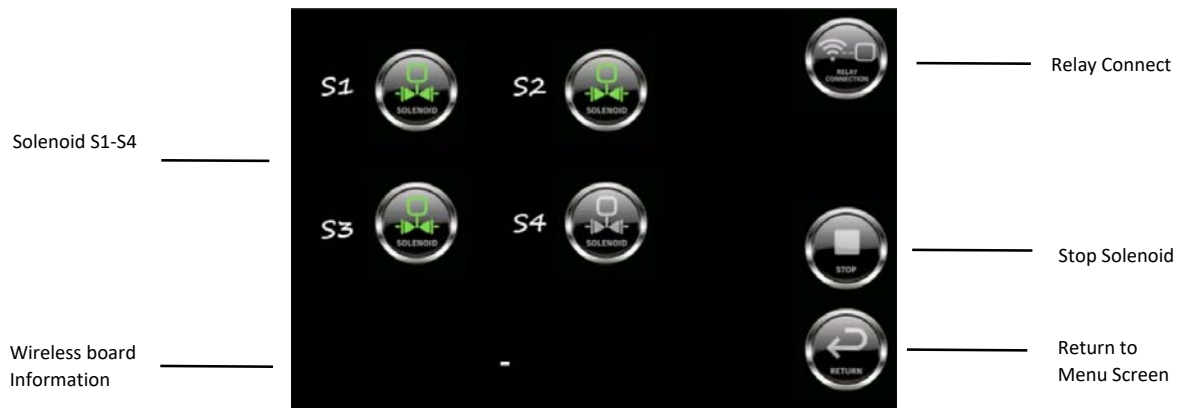 S1
SOLENOID
S2
SOLENOID
RELAY
CONNECTION
Relay Connect
Solenoid S1-S4
S3
SOLENOID
S4
SOLENOID
STOP
Stop Solenoid
Wireless board
Information
-
RETURN
Return to
Menu Screen